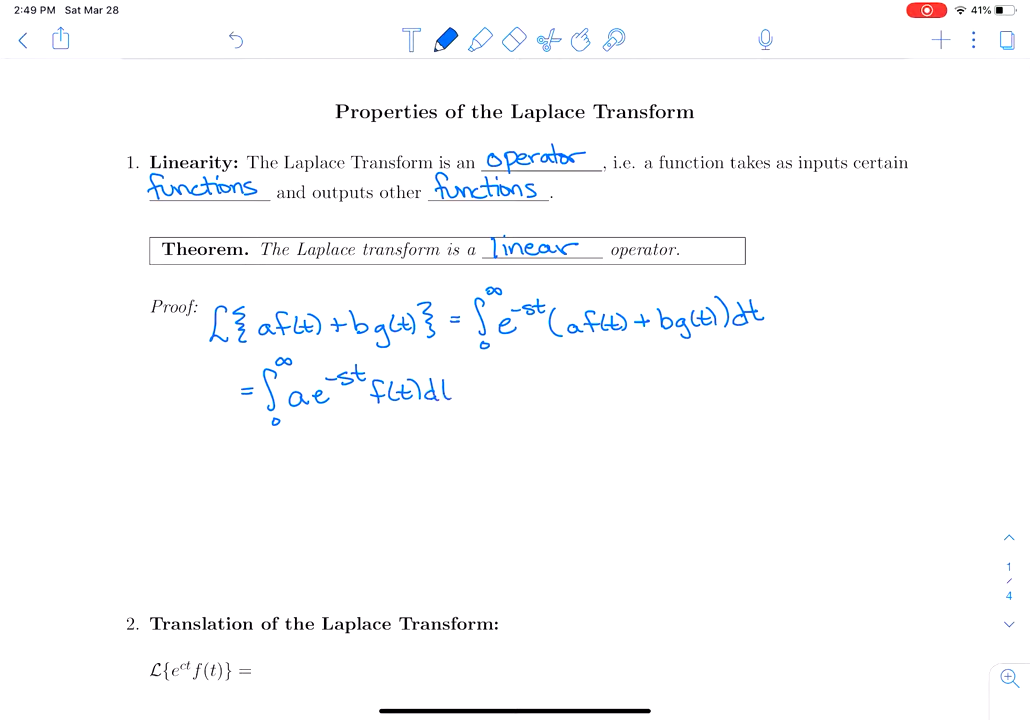 2:49 PM Sat Mar 28
41%
Properties of the Laplace Transform
1. Linearity: The Laplace Transform is an operator, i.e. a function takes as inputs certain
functions and outputs other functions.
Theorem. The Laplace transform is a linear operator.
Proof: ℒ{af(t)+bg(t)} = ∫₀^∞ e^{-st}(af(t)+bg(t))dt
= ∫₀^∞ ae^{-st} f(t)dl
1
/
4
2. Translation of the Laplace Transform:
ℒ{e^{ct} f(t)} =